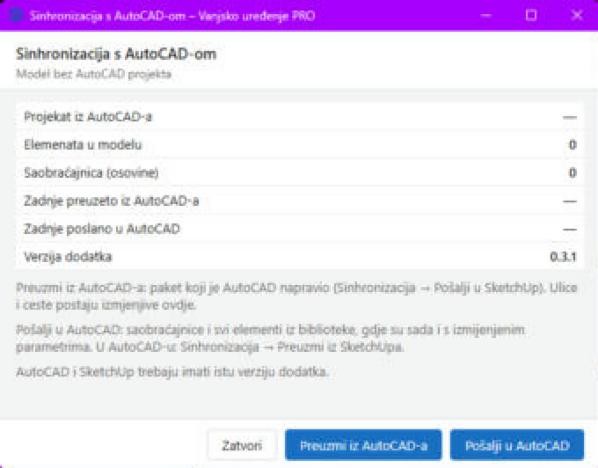 Sinhronizacija s AutoCAD-om – Vanjsko uređenje PRO
Sinhronizacija s AutoCAD-om
Model bez AutoCAD projekta
Projekat iz AutoCAD-a —
Elemenata u modelu 0
Saobraćajnica (osovine) 0
Zadnje preuzeto iz AutoCAD-a —
Zadnje poslano u AutoCAD —
Verzija dodatka 0.3.1
Preuzmi iz AutoCAD-a: paket koji je AutoCAD napravio (Sinhronizacija → Pošalji u SketchUp). Ulice
i ceste postaju izmjenjive ovdje.
Pošalji u AutoCAD: saobraćajnice i svi elementi iz biblioteke, gdje su sada i s izmijenjenim
parametrima. U AutoCAD-u: Sinhronizacija → Preuzmi iz SketchUpa.
AutoCAD i SketchUp trebaju imati istu verziju dodatka.
Zatvori Preuzmi iz AutoCAD-a Pošalji u AutoCAD